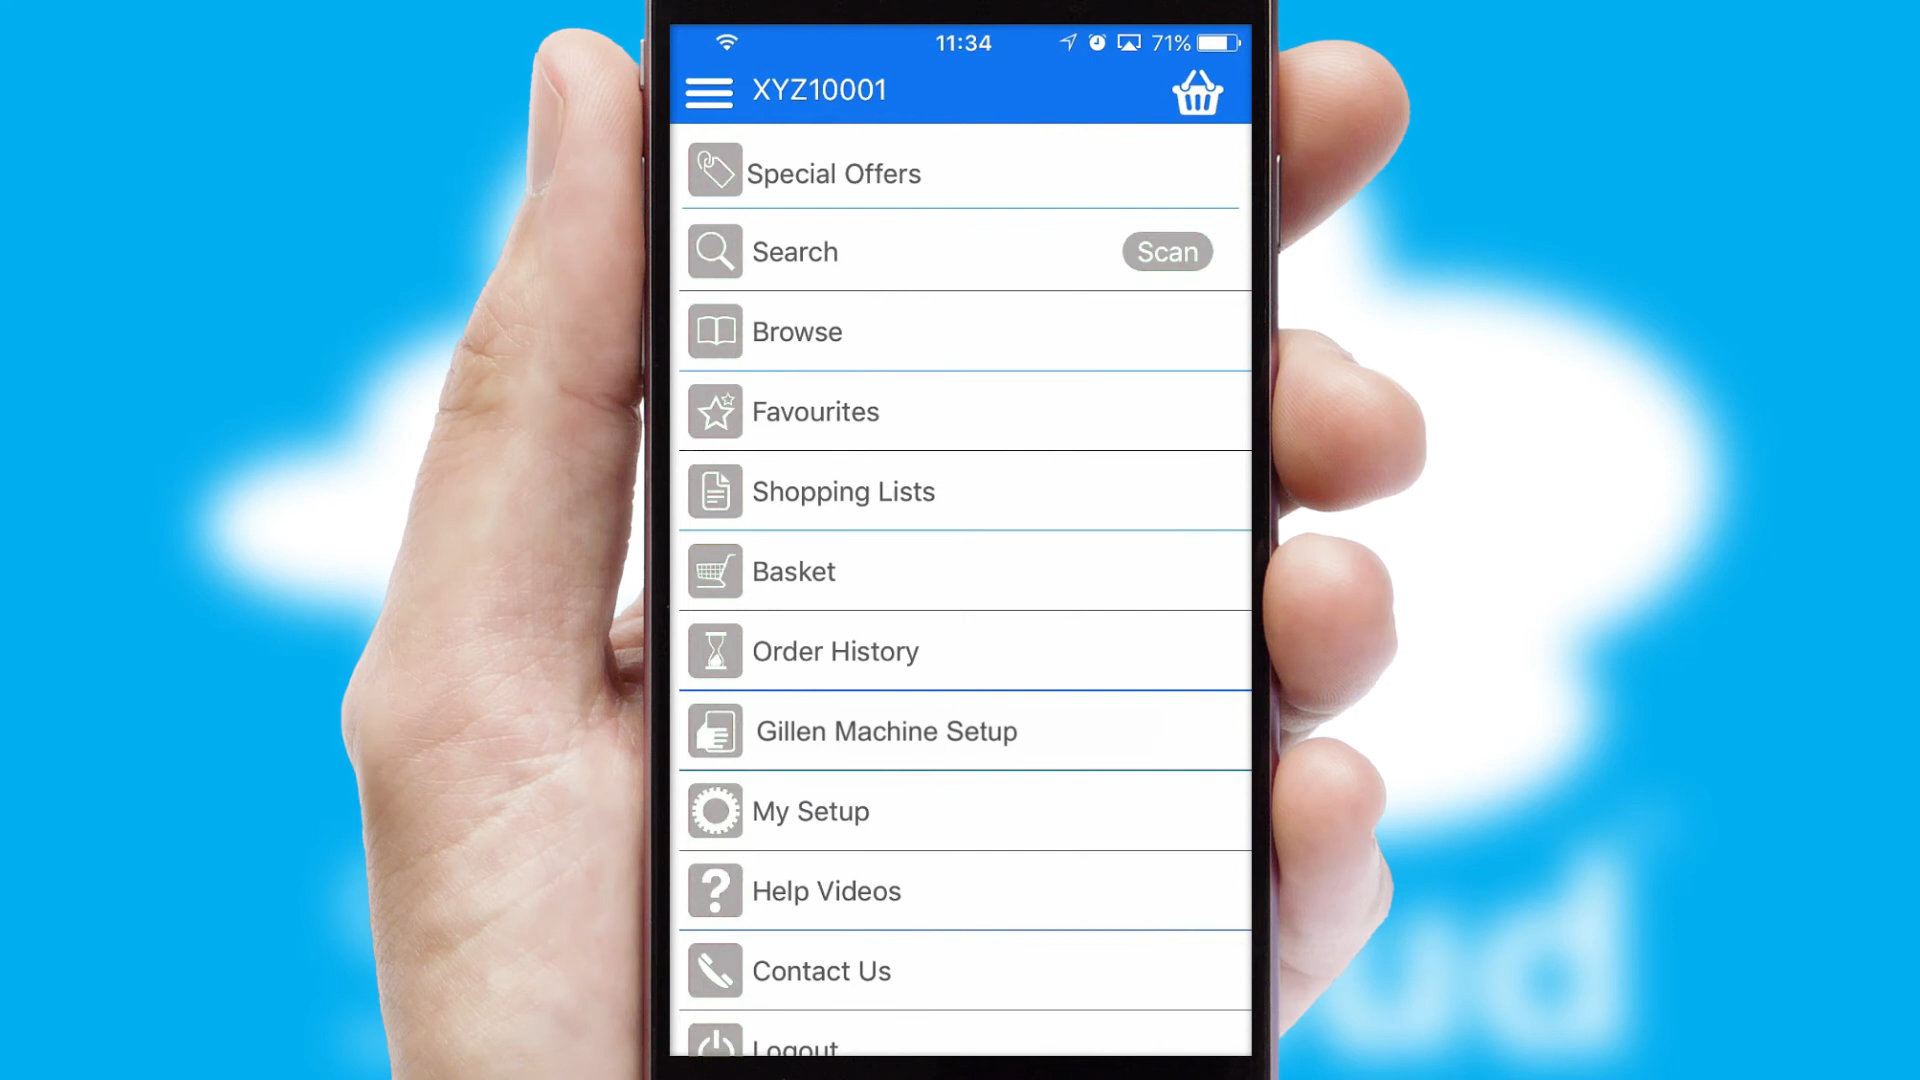 11:34
71%
XYZ10001
Special Offers
Search
Scan
Browse
Favourites
Shopping Lists
Basket
Order History
Gillen Machine Setup
My Setup
Help Videos
Contact Us
Logout